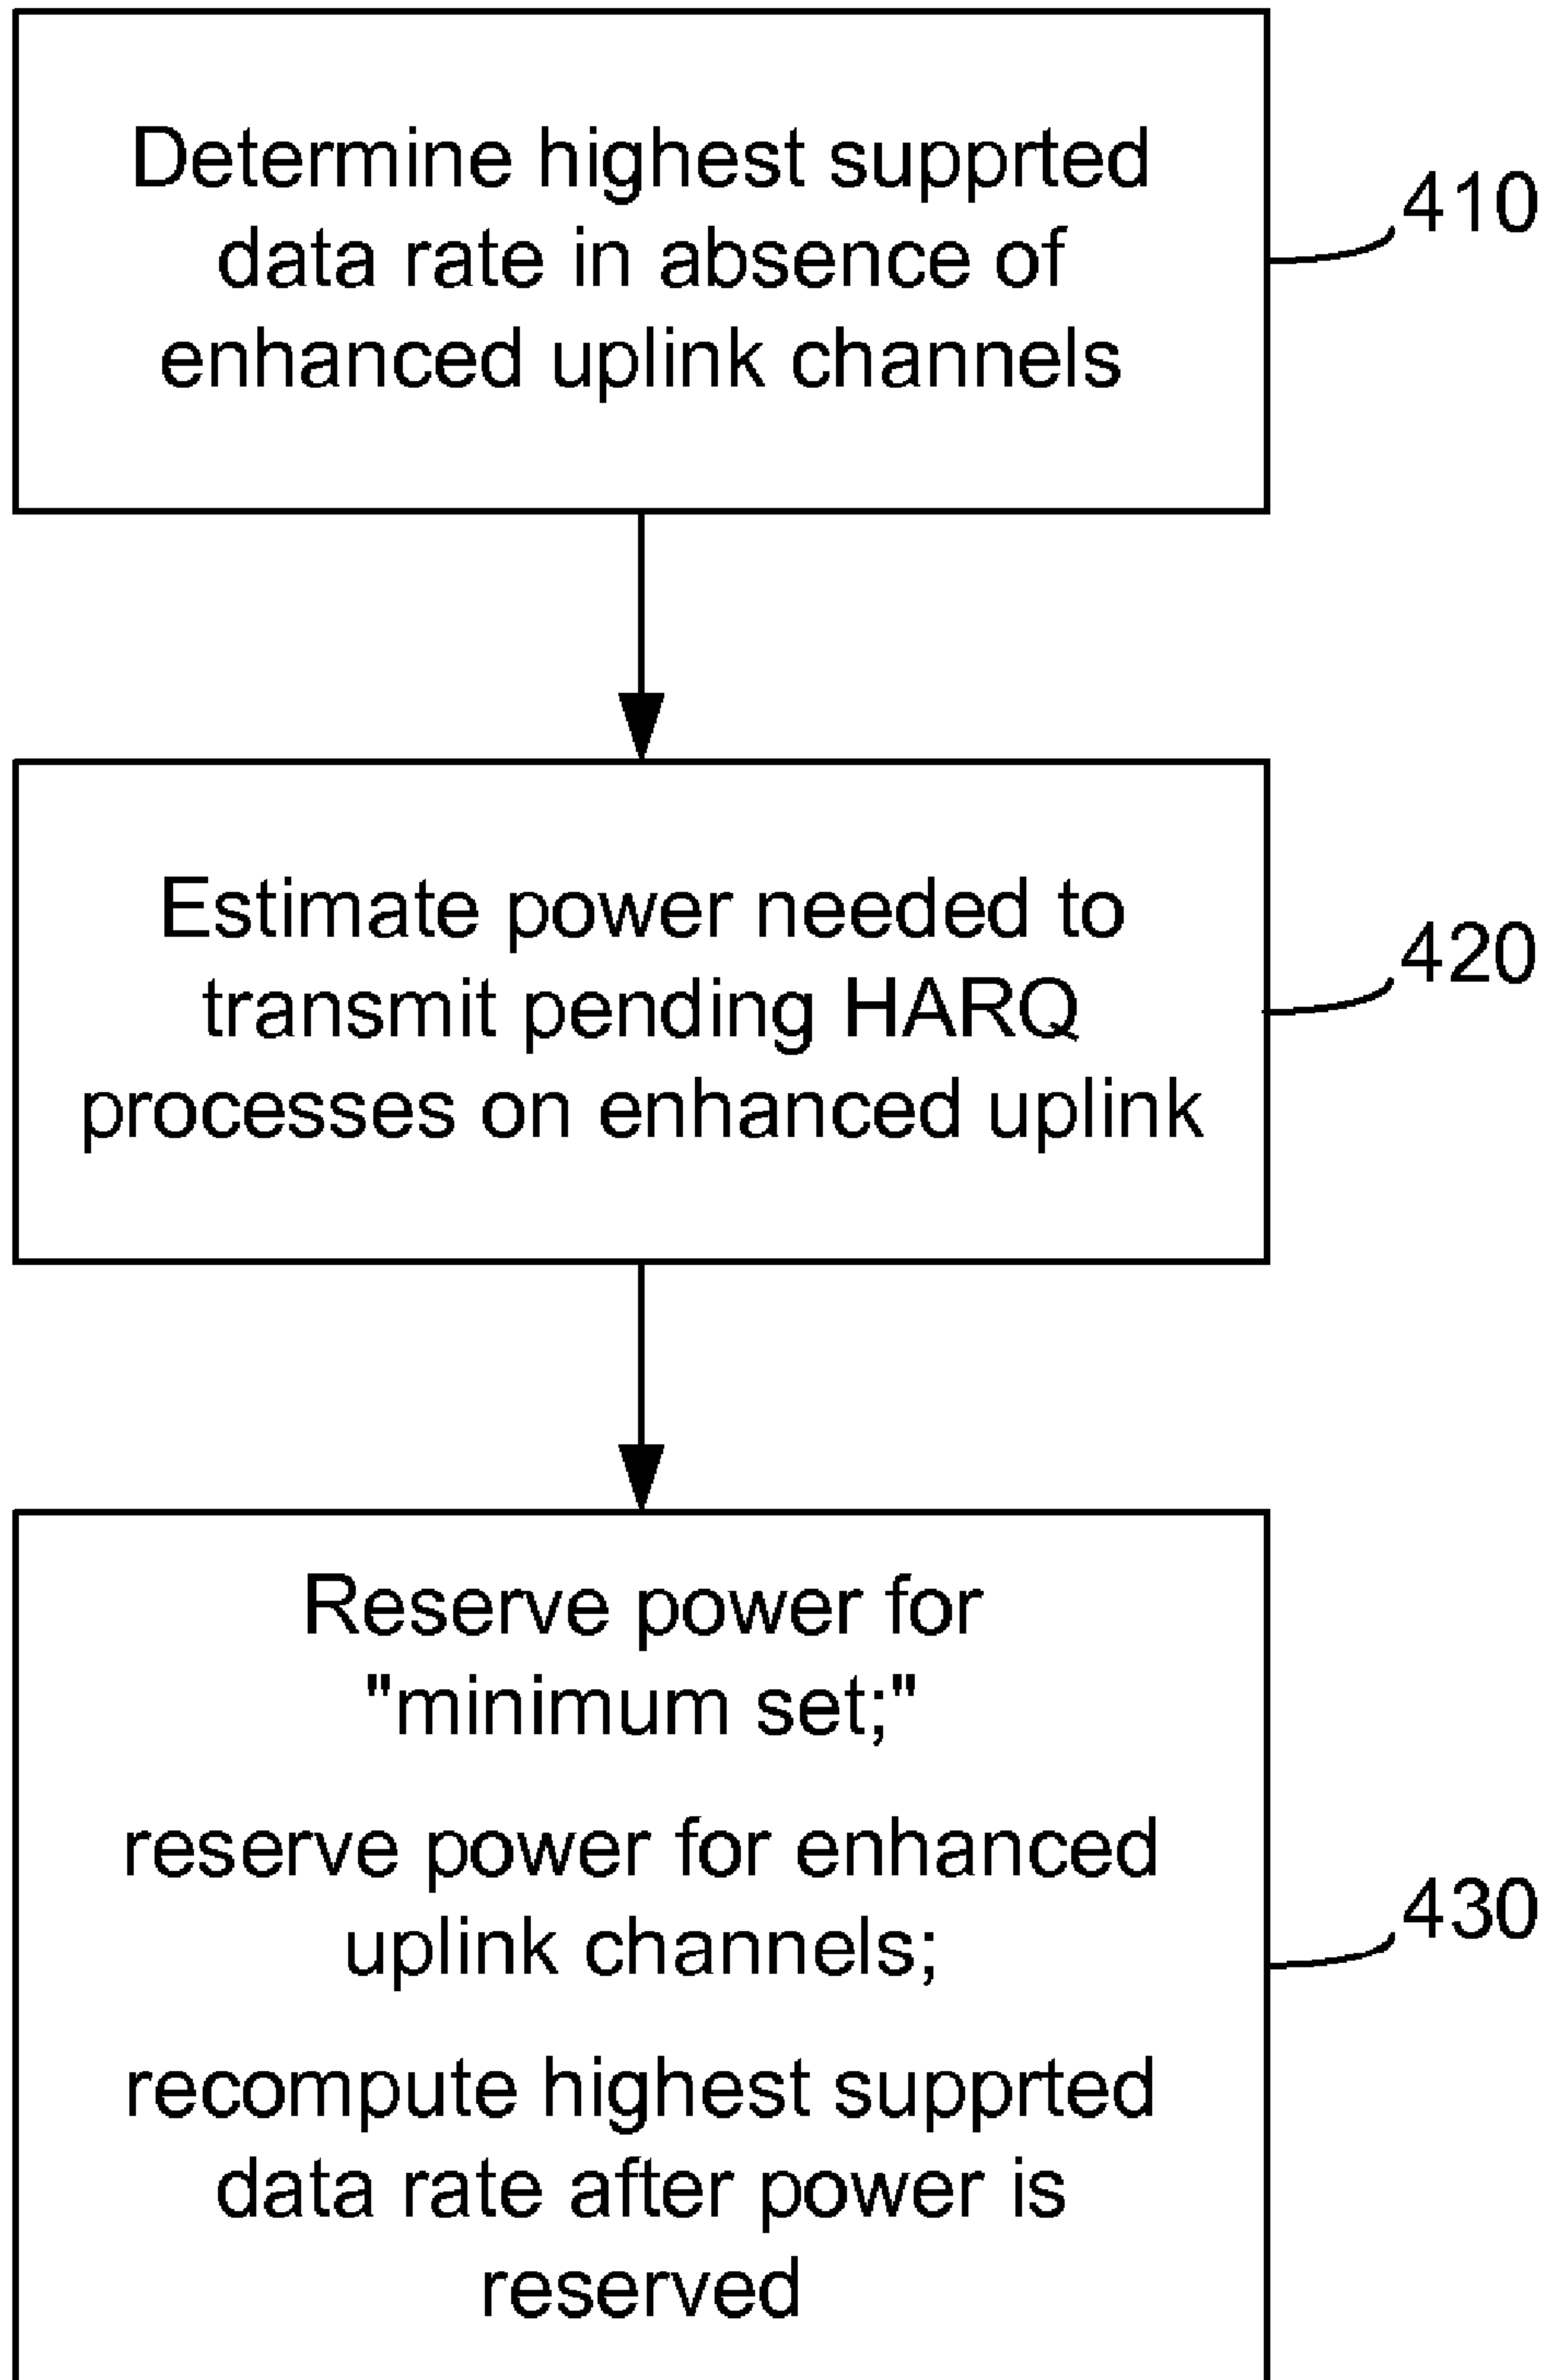 Determine highest supprted
data rate in absence of
enhanced uplink channels
410
Estimate power needed to
transmit pending HARQ
processes on enhanced uplink
420
Reserve power for
"minimum set;"
reserve power for enhanced
uplink channels;
recompute highest supprted
data rate after power is
reserved
430